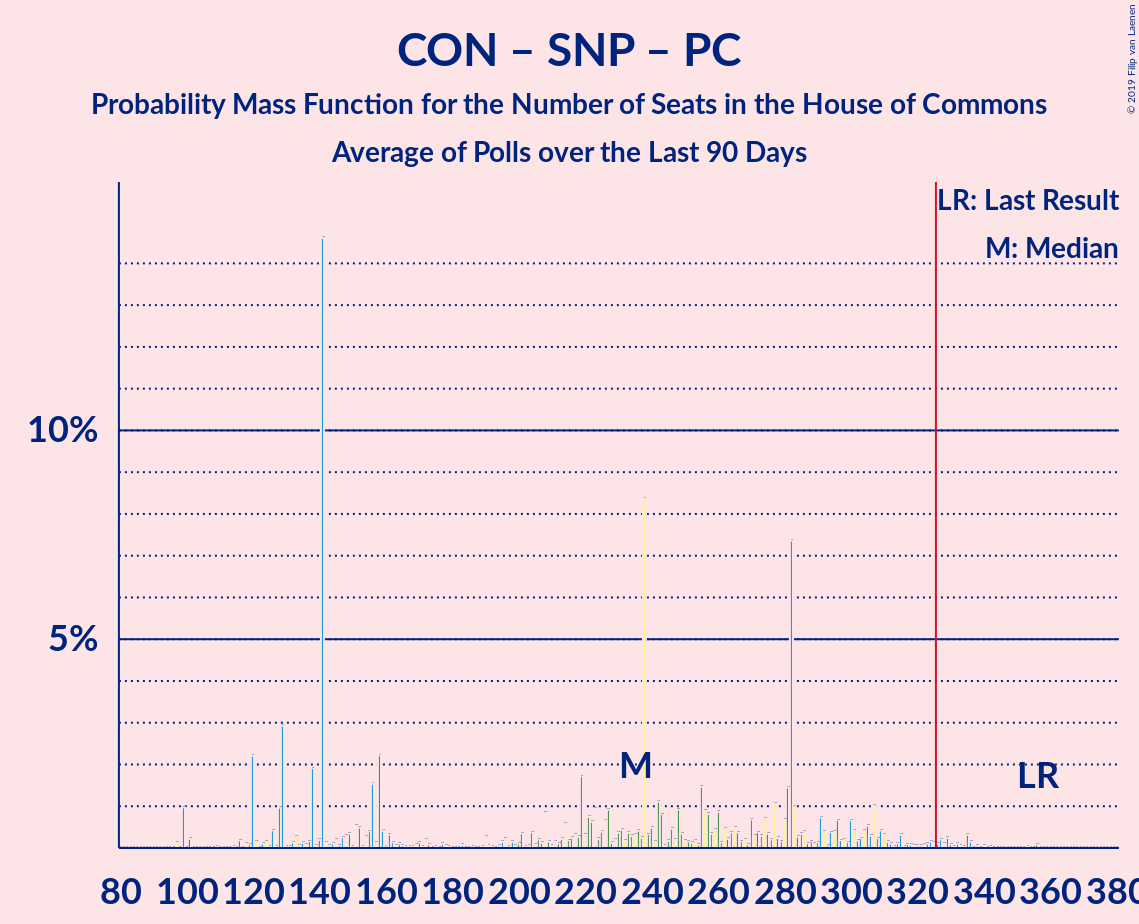 CON – SNP – PC
Probability Mass Function for the Number of Seats in the House of Commons
Average of Polls over the Last 90 Days
© 2019 Filip van Laenen
LR: Last Result
M: Median
10%
5%
M
LR
80 100 120 140 160 180 200 220 240 260 280 300 320 340 360 380